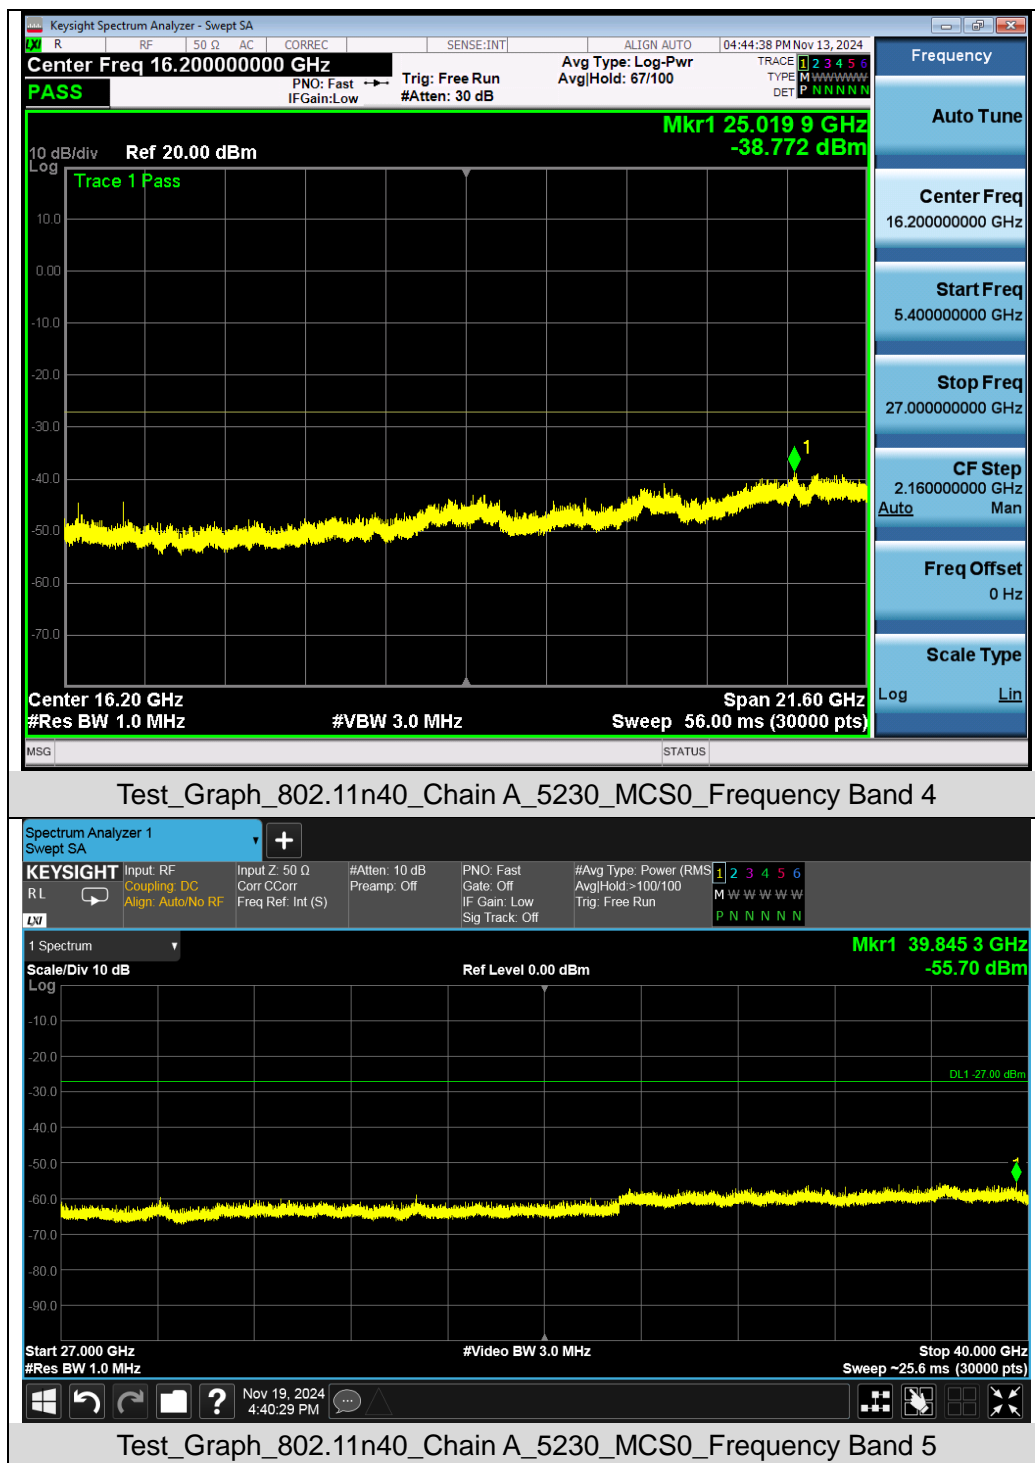 Keysight Spectrum Analyzer - Swept SA
LXI R RF 50 Ω AC CORREC SENSE:INT ALIGN AUTO 04:44:38 PM Nov 13, 2024
Center Freq 16.200000000 GHz
PASS
PNO: Fast
IFGain:Low
Trig: Free Run
#Atten: 30 dB
Avg Type: Log-Pwr
Avg|Hold: 67/100
TRACE 1 2 3 4 5 6
TYPE M W W W W W
DET P N N N N N
Mkr1 25.019 9 GHz
-38.772 dBm
10 dB/div
Log
Ref 20.00 dBm
Trace 1 Pass
10.0
0.00
-10.0
-20.0
-30.0
-40.0
-50.0
-60.0
-70.0
1
Center 16.20 GHz
Span 21.60 GHz
#Res BW 1.0 MHz
#VBW 3.0 MHz
Sweep 56.00 ms (30000 pts)
MSG
STATUS
Frequency
Auto Tune
Center Freq
16.200000000 GHz
Start Freq
5.400000000 GHz
Stop Freq
27.000000000 GHz
CF Step
2.160000000 GHz
Auto Man
Freq Offset
0 Hz
Scale Type
Log Lin
Test_Graph_802.11n40_Chain A_5230_MCS0_Frequency Band 4
Spectrum Analyzer 1
Swept SA
+
KEYSIGHT
RL
LXI
Input: RF
Coupling: DC
Align: Auto/No RF
Input Z: 50 Ω
Corr CCorr
Freq Ref: Int (S)
#Atten: 10 dB
Preamp: Off
PNO: Fast
Gate: Off
IF Gain: Low
Sig Track: Off
#Avg Type: Power (RMS
Avg|Hold:>100/100
Trig: Free Run
1 2 3 4 5 6
M W W W W W
P N N N N N
1 Spectrum
Mkr1 39.845 3 GHz
-55.70 dBm
Scale/Div 10 dB
Ref Level 0.00 dBm
Log
-10.0
-20.0
-30.0
-40.0
-50.0
-60.0
-70.0
-80.0
-90.0
DL1 -27.00 dBm
1
Start 27.000 GHz
#Video BW 3.0 MHz
Stop 40.000 GHz
#Res BW 1.0 MHz
Sweep ~25.6 ms (30000 pts)
?
Nov 19, 2024
4:40:29 PM
Test_Graph_802.11n40_Chain A_5230_MCS0_Frequency Band 5